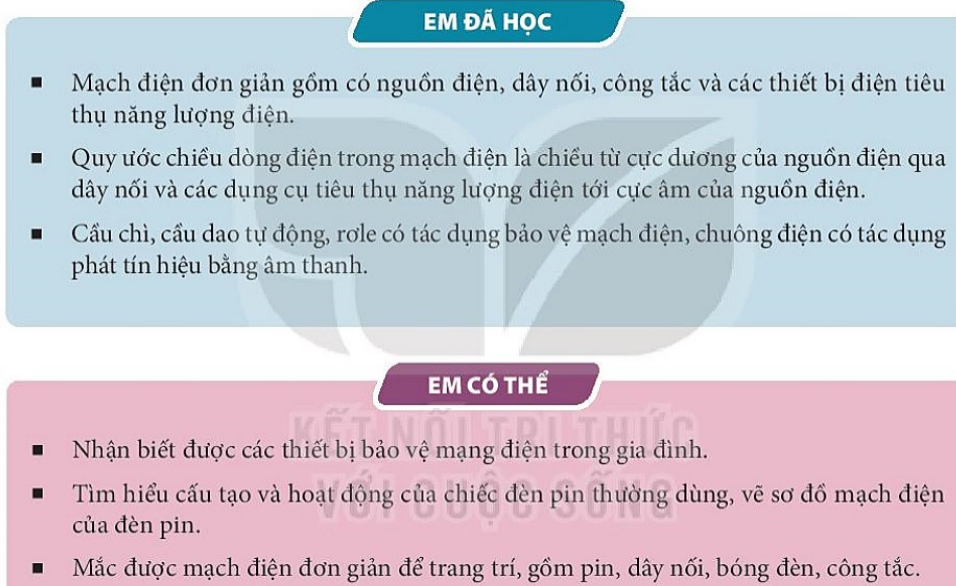 EM ĐÃ HỌC
▪ Mạch điện đơn giản gồm có nguồn điện, dây nối, công tắc và các thiết bị điện tiêu
thụ năng lượng điện.
▪ Quy ước chiều dòng điện trong mạch điện là chiều từ cực dương của nguồn điện qua
dây nối và các dụng cụ tiêu thụ năng lượng điện tới cực âm của nguồn điện.
▪ Cầu chì, cầu dao tự động, rơle có tác dụng bảo vệ mạch điện, chuông điện có tác dụng
phát tín hiệu bằng âm thanh.
EM CÓ THỂ
KẾT NỐI TRI THỨC
▪ Nhận biết được các thiết bị bảo vệ mạng điện trong gia đình.
VỚI CUỘC SỐNG
▪ Tìm hiểu cấu tạo và hoạt động của chiếc đèn pin thường dùng, vẽ sơ đồ mạch điện
của đèn pin.
▪ Mắc được mạch điện đơn giản để trang trí, gồm pin, dây nối, bóng đèn, công tắc.